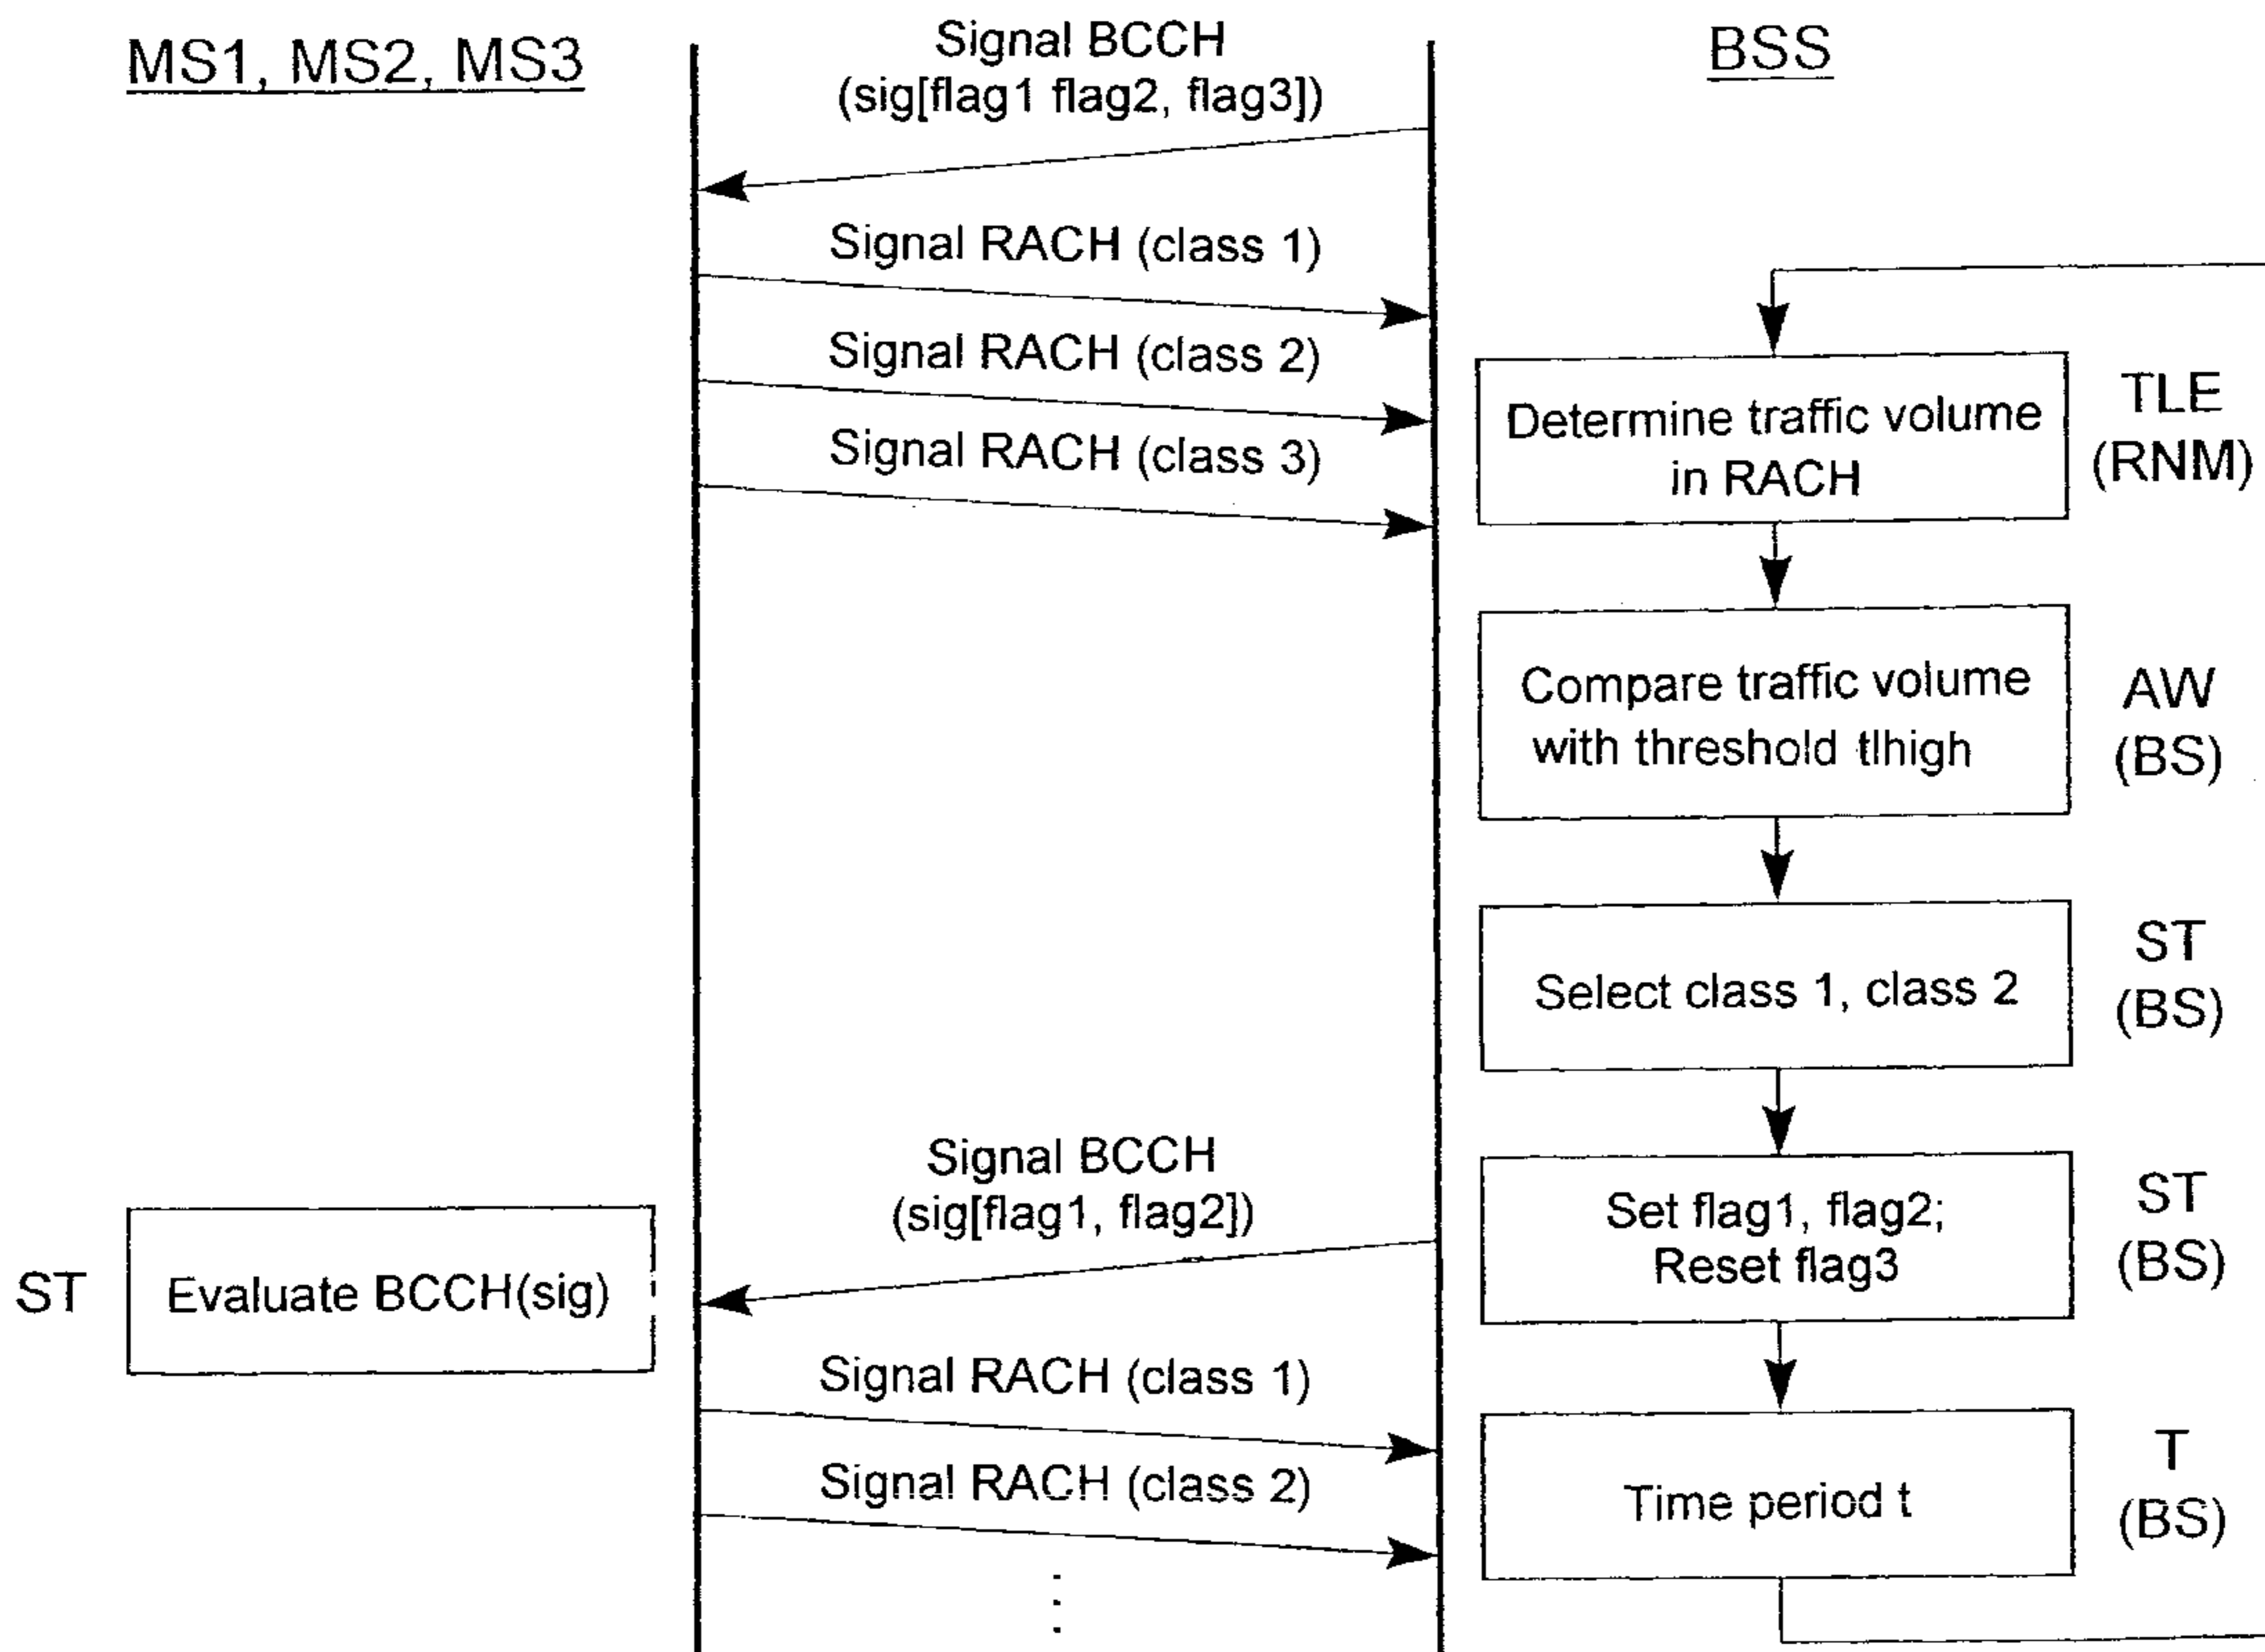 MS1, MS2, MS3
Signal BCCH
(sig[flag1 flag2, flag3])
BSS
Signal RACH (class 1)
Signal RACH (class 2)
Signal RACH (class 3)
Determine traffic volume
in RACH
TLE
(RNM)
Compare traffic volume
with threshold tlhigh
AW
(BS)
Select class 1, class 2
ST
(BS)
Signal BCCH
(sig[flag1, flag2])
Set flag1, flag2;
Reset flag3
ST
(BS)
ST
Evaluate BCCH(sig)
Signal RACH (class 1)
Signal RACH (class 2)
Time period t
T
(BS)